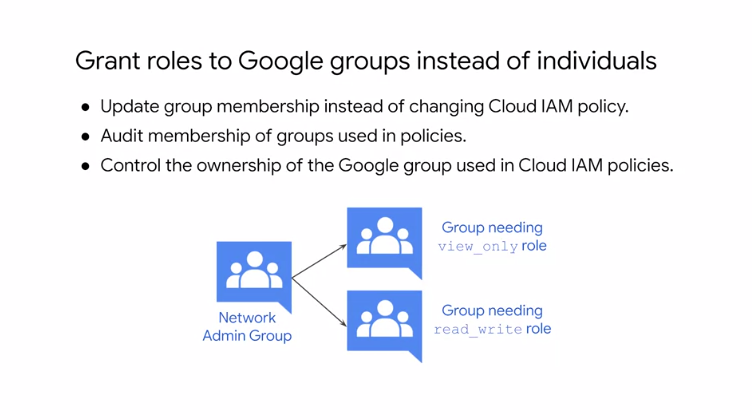 Grant roles to Google groups instead of individuals
● Update group membership instead of changing Cloud IAM policy.
● Audit membership of groups used in policies.
● Control the ownership of the Google group used in Cloud IAM policies.
Group needing
view_only role
Network
Admin Group
Group needing
read_write role